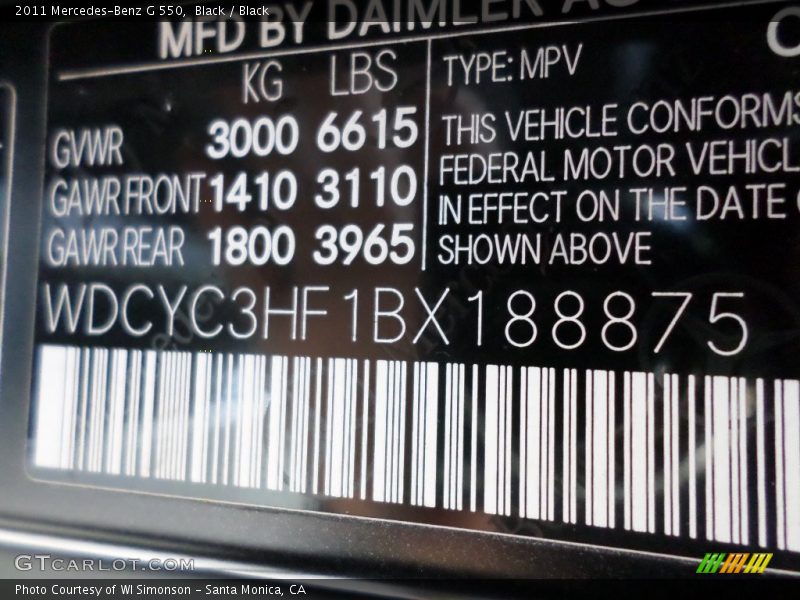 2011 Mercedes-Benz G 550, Black / Black
MFD BY DAIMLER AG
KG LBS
GVWR 3000 6615
GAWR FRONT 1410 3110
GAWR REAR 1800 3965
TYPE: MPV
THIS VEHICLE CONFORMS
FEDERAL MOTOR VEHICL
IN EFFECT ON THE DATE
SHOWN ABOVE
WDCYC3HF1BX188875
GTCARLOT.COM
Photo Courtesy of WI Simonson - Santa Monica, CA